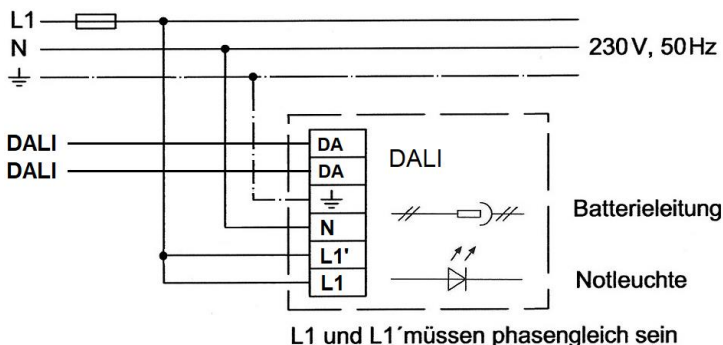 L1
N
230V, 50Hz
DALI
DALI
DA
DA
N
L1'
L1
DALI
Batterieleitung
Notleuchte
L1 und L1´müssen phasengleich sein